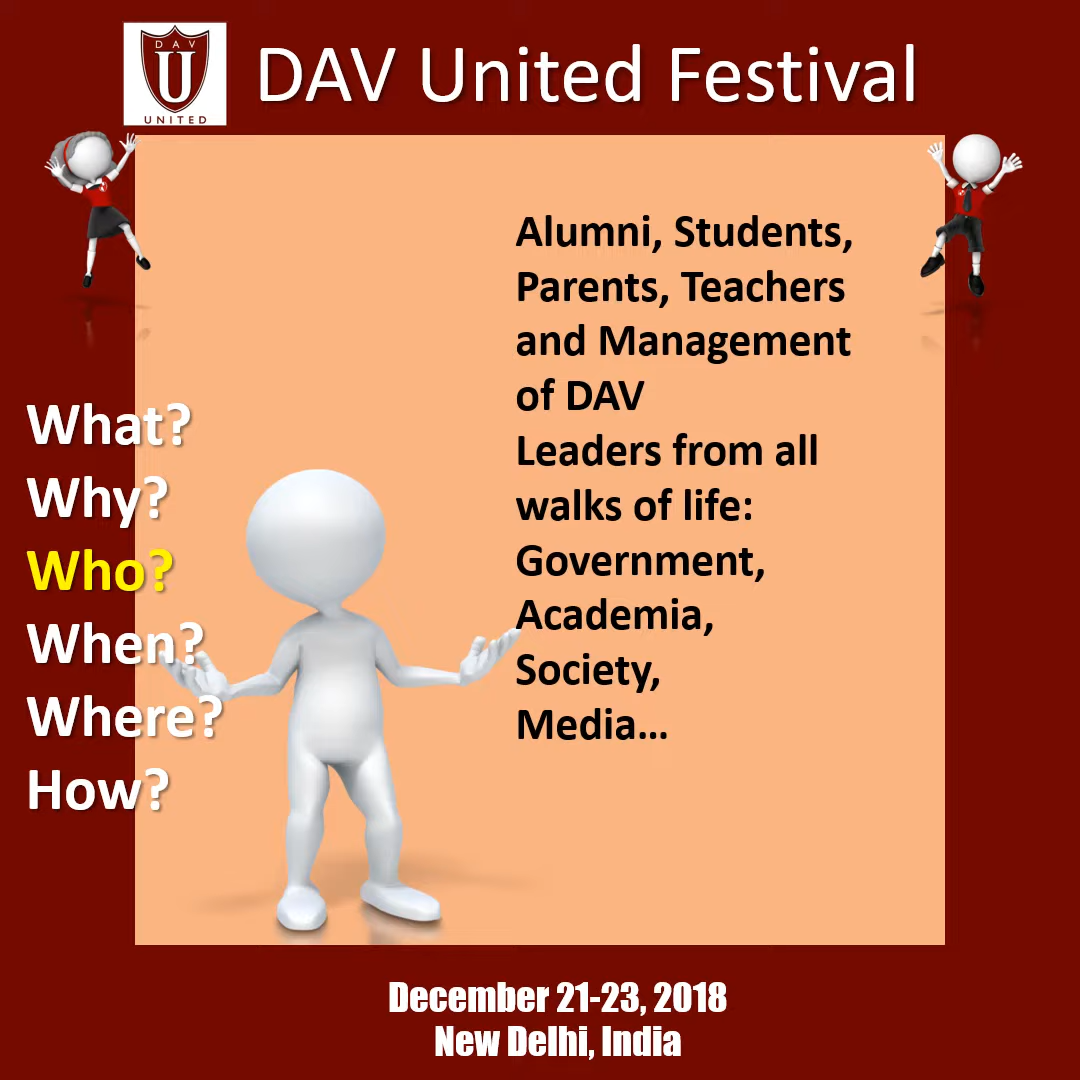 DAV
U
UNITED
DAV United Festival
What?
Why?
Who?
When?
Where?
How?
Alumni, Students,
Parents, Teachers
and Management
of DAV
Leaders from all
walks of life:
Government,
Academia,
Society,
Media...
December 21-23, 2018
New Delhi, India